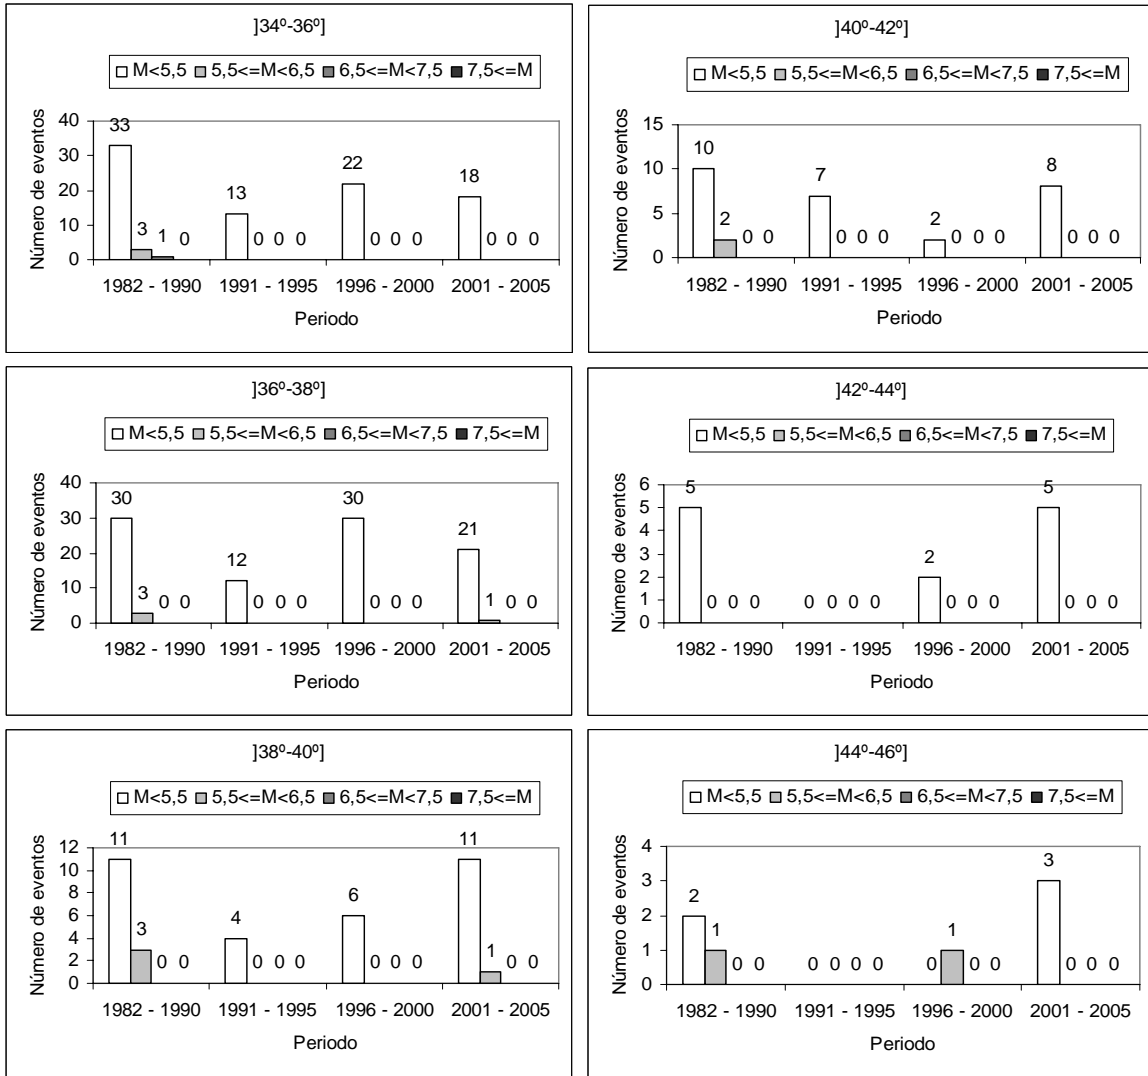 ]34º-36º]
M<5,5 5,5<=M<6,5 6,5<=M<7,5 7,5<=M
Número de eventos
40
30
20
10
0
33 3 1 0
13 0 0 0
22 0 0 0
18 0 0 0
1982 - 1990 1991 - 1995 1996 - 2000 2001 - 2005
Periodo
]40º-42º]
M<5,5 5,5<=M<6,5 6,5<=M<7,5 7,5<=M
Número de eventos
15
10
5
0
10 2 0 0
7 0 0 0
2 0 0 0
8 0 0 0
1982 - 1990 1991 - 1995 1996 - 2000 2001 - 2005
Periodo
]36º-38º]
M<5,5 5,5<=M<6,5 6,5<=M<7,5 7,5<=M
Número de eventos
40
30
20
10
0
30 3 0 0
12 0 0 0
30 0 0 0
21 1 0 0
1982 - 1990 1991 - 1995 1996 - 2000 2001 - 2005
Periodo
]42º-44º]
M<5,5 5,5<=M<6,5 6,5<=M<7,5 7,5<=M
Número de eventos
6
5
4
3
2
1
0
5 0 0 0
0 0 0 0
2 0 0 0
5 0 0 0
1982 - 1990 1991 - 1995 1996 - 2000 2001 - 2005
Periodo
]38º-40º]
M<5,5 5,5<=M<6,5 6,5<=M<7,5 7,5<=M
Número de eventos
12
10
8
6
4
2
0
11 3 0 0
4 0 0 0
6 0 0 0
11 1 0 0
1982 - 1990 1991 - 1995 1996 - 2000 2001 - 2005
Periodo
]44º-46º]
M<5,5 5,5<=M<6,5 6,5<=M<7,5 7,5<=M
Número de eventos
4
3
2
1
0
2 1 0 0
0 0 0 0
0 1 0 0
3 0 0 0
1982 - 1990 1991 - 1995 1996 - 2000 2001 - 2005
Periodo